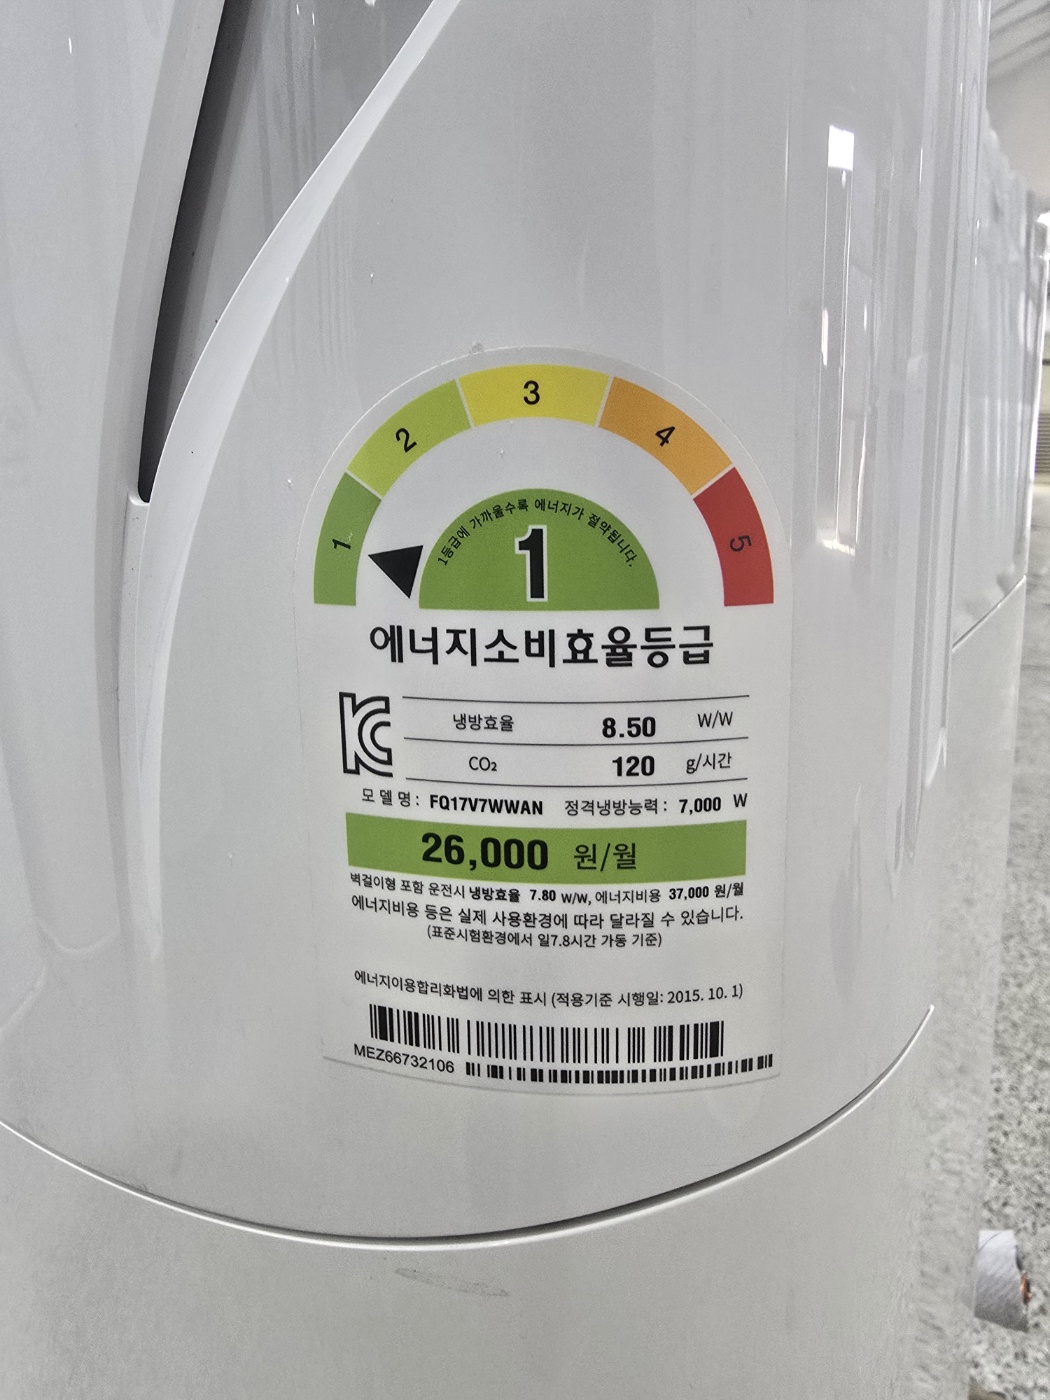 1 2 3 4 5
1등급에 가까울수록 에너지가 절약됩니다.
1
에너지소비효율등급
냉방효율 8.50 W/W
CO₂ 120 g/시간
모 델 명 : FQ17V7WWAN 정격냉방능력 : 7,000 W
26,000 원/월
벽걸이형 포함 운전시 냉방효율 7.80 W/W, 에너지비용 37,000 원/월
에너지비용 등은 실제 사용환경에 따라 달라질 수 있습니다.
(표준시험환경에서 일7.8시간 가동 기준)
에너지이용합리화법에 의한 표시 (적용기준 시행일: 2015. 10. 1)
MEZ66732106